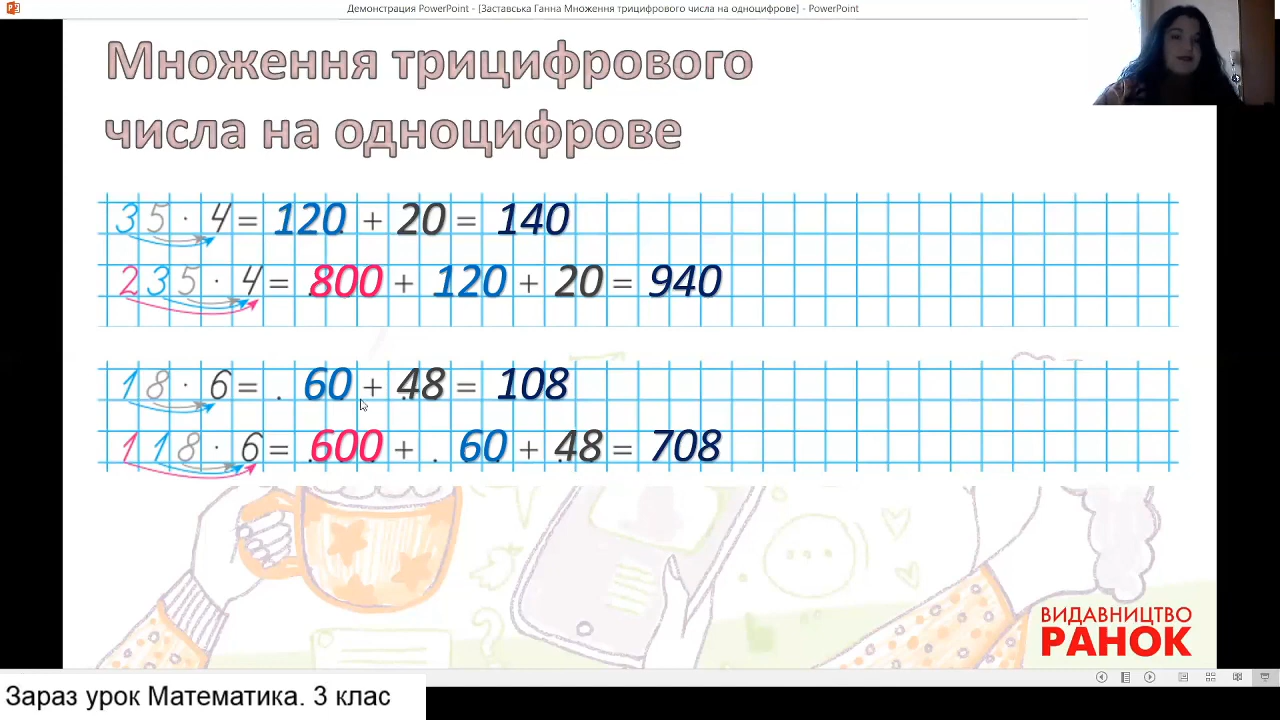 Демонстрация PowerPoint - [Заставська Ганна Множення трицифрового числа на одноцифрове] - PowerPoint
Множення трицифрового
числа на одноцифрове
35 · 4 = 120 + 20 = 140
235 · 4 = 800 + 120 + 20 = 940
18 · 6 = 60 + 48 = 108
118 · 6 = 600 + 60 + 48 = 708
ВИДАВНИЦТВО
РАНОК
Зараз урок Математика. 3 клас